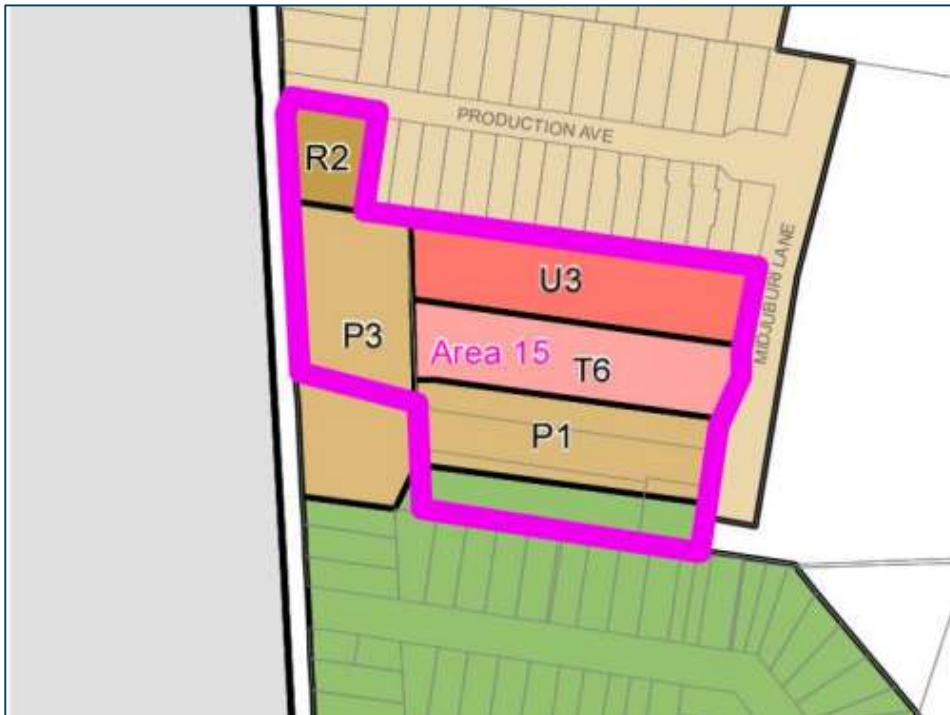 PRODUCTION AVE
R2
MIDJUBURI LANE
U3
P3
Area 15
T6
P1